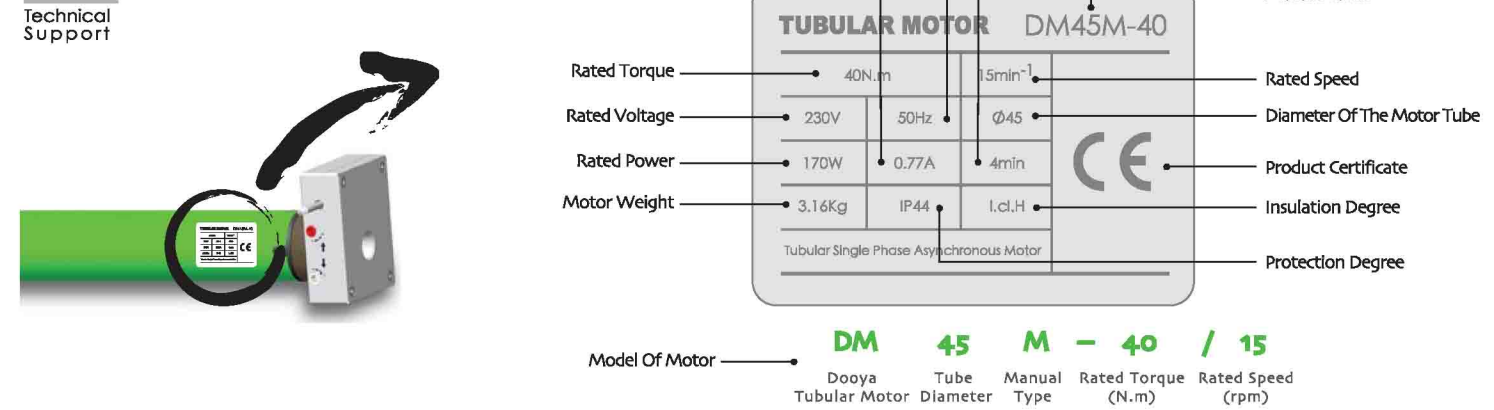 Technical
Support
TUBULAR MOTOR DM45M-40
Rated Torque 40N.m 15min-1 Rated Speed
Rated Voltage 230V 50Hz Ø45 Diameter Of The Motor Tube
Rated Power 170W 0.77A 4min Product Certificate
CE
Motor Weight 3.16Kg IP44 I.cl.H Insulation Degree
Tubular Single Phase Asynchronous Motor
Protection Degree
Model Of Motor DM 45 M - 40 / 15
Dooya Tube Manual Rated Torque Rated Speed
Tubular Motor Diameter Type (N.m) (rpm)